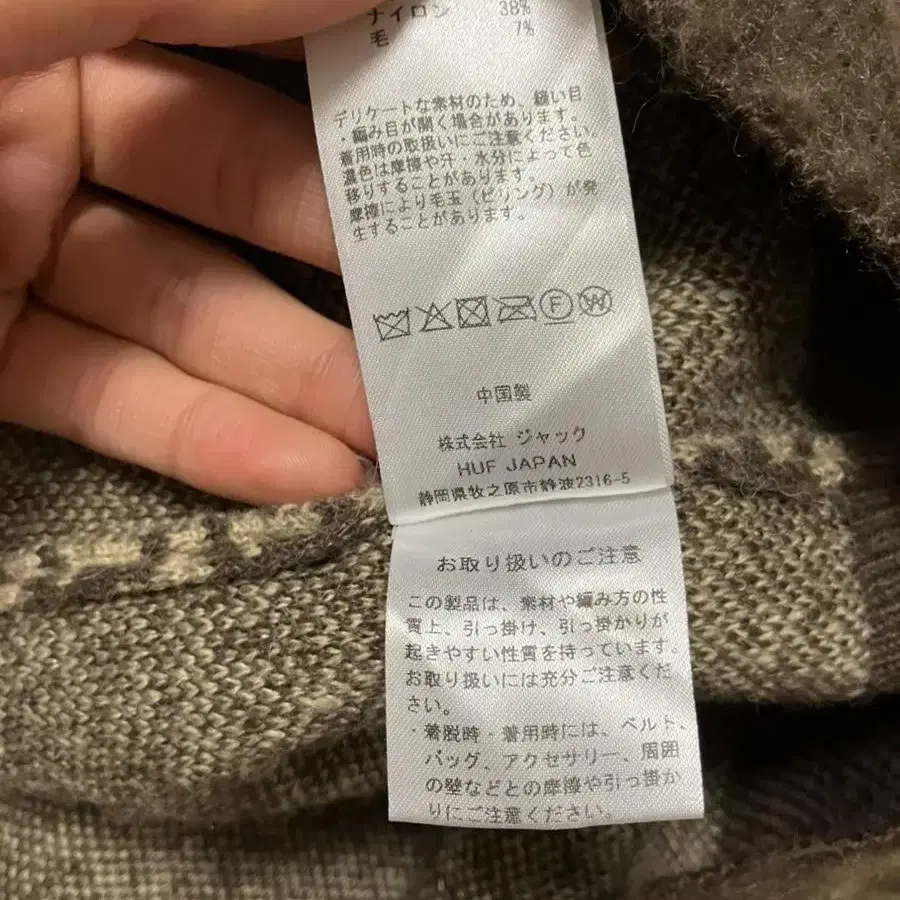 ナイロン 38%
毛 7%
デリケートな素材のため、縫い目
・編み目が開く場合があります。
着用時の取扱いにご注意ください。
濃色は摩擦や汗・水分によって色
移りすることがあります。
摩擦により毛玉（ピリング）が発
生することがあります。
F W
中国製
株式会社 ジャック
HUF JAPAN
静岡県牧之原市静波2316-5
お取り扱いのご注意
この製品は、素材や編み方の性
質上、引っ掛け、引っ掛かりが
起きやすい性質を持っています。
お取り扱いには充分ご注意くだ
さい。
・着脱時・着用時には、ベルト、
バッグ、アクセサリー、周囲
の壁などとの摩擦や引っ掛か
りにご注意ください。